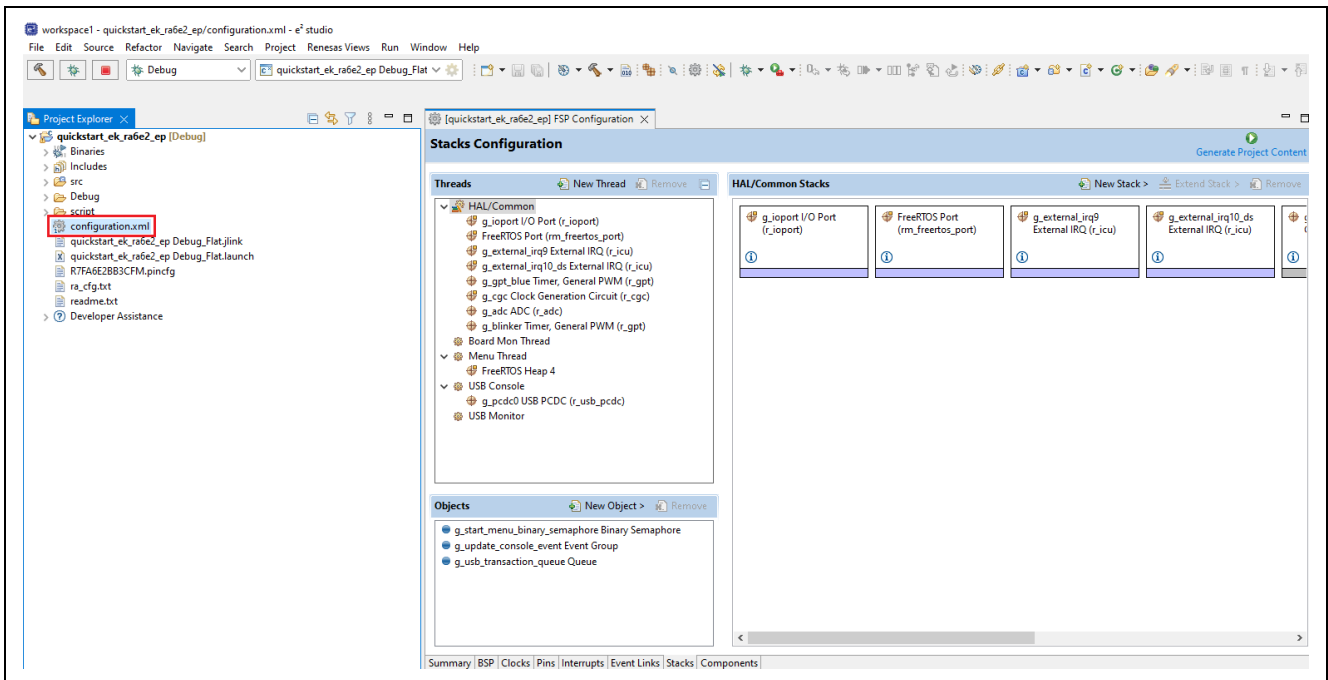 workspace1 - quickstart_ek_ra6e2_ep/configuration.xml - e² studio
File Edit Source Refactor Navigate Search Project Renesas Views Run Window Help
Debug
quickstart_ek_ra6e2_ep Debug_Flat
Project Explorer
quickstart_ek_ra6e2_ep [Debug]
Binaries
Includes
src
Debug
script
configuration.xml
quickstart_ek_ra6e2_ep Debug_Flat.jlink
quickstart_ek_ra6e2_ep Debug_Flat.launch
R7FA6E2BB3CFM.pincfg
ra_cfg.txt
readme.txt
Developer Assistance
[quickstart_ek_ra6e2_ep] FSP Configuration
Stacks Configuration
Generate Project Content
Threads
New Thread
Remove
HAL/Common
g_ioport I/O Port (r_ioport)
FreeRTOS Port (rm_freertos_port)
g_external_irq9 External IRQ (r_icu)
g_external_irq10_ds External IRQ (r_icu)
g_gpt_blue Timer, General PWM (r_gpt)
g_cgc Clock Generation Circuit (r_cgc)
g_adc ADC (r_adc)
g_blinker Timer, General PWM (r_gpt)
Board Mon Thread
Menu Thread
FreeRTOS Heap 4
USB Console
g_pcdc0 USB PCDC (r_usb_pcdc)
USB Monitor
Objects
New Object >
Remove
g_start_menu_binary_semaphore Binary Semaphore
g_update_console_event Event Group
g_usb_transaction_queue Queue
HAL/Common Stacks
New Stack >
Extend Stack >
Remove
g_ioport I/O Port
(r_ioport)
FreeRTOS Port
(rm_freertos_port)
g_external_irq9
External IRQ (r_icu)
g_external_irq10_ds
External IRQ (r_icu)
Summary BSP Clocks Pins Interrupts Event Links Stacks Components